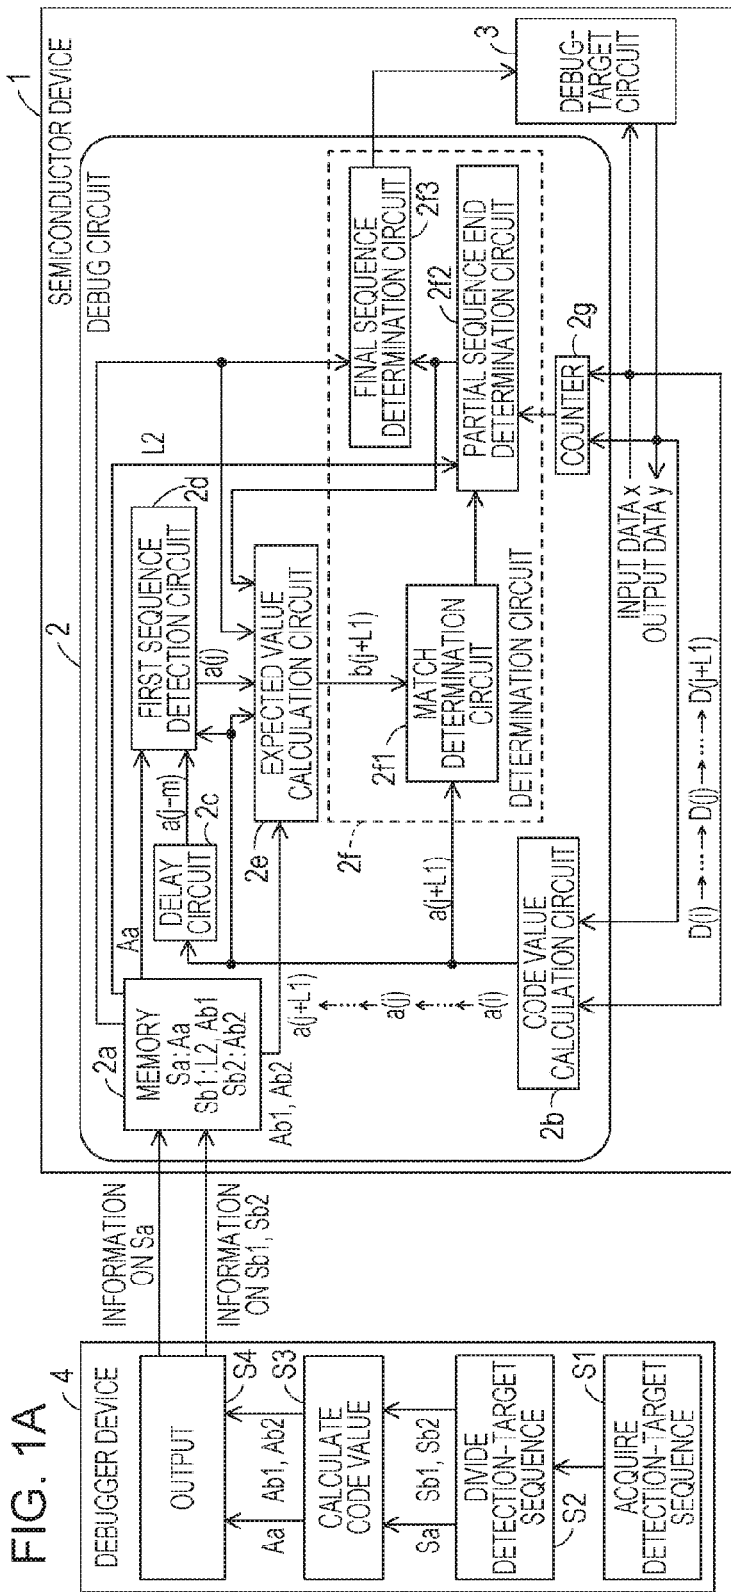 FIG. 1A
4
DEBUGGER DEVICE
OUTPUT
S4
Aa
Ab1, Ab2
S3
CALCULATE
CODE VALUE
Sa
Sb1, Sb2
DIVIDE
DETECTION-TARGET
SEQUENCE
S2
S1
ACQUIRE
DETECTION-TARGET
SEQUENCE
INFORMATION
ON Sa
INFORMATION
ON Sb1, Sb2
1
SEMICONDUCTOR DEVICE
2
DEBUG CIRCUIT
2a
MEMORY
Sa:Aa
Sb1:L2, Ab1
Sb2:Ab2
Ab1, Ab2
Aa
L2
DELAY
CIRCUIT
2c
a(j-m)
2d
FIRST SEQUENCE
DETECTION CIRCUIT
a(j)
2e
EXPECTED VALUE
CALCULATION CIRCUIT
b(j+L1)
2f
DETERMINATION CIRCUIT
2f1
MATCH
DETERMINATION
CIRCUIT
a(j+L1)
FINAL SEQUENCE
DETERMINATION CIRCUIT
2f3
2f2
PARTIAL SEQUENCE END
DETERMINATION CIRCUIT
COUNTER
2g
3
DEBUG-
TARGET
CIRCUIT
a(j+L1)
a(j)
a(i)
2b
CODE VALUE
CALCULATION CIRCUIT
INPUT DATA x
OUTPUT DATA y
D(i)→···→D(j)→···→D(j+L1)